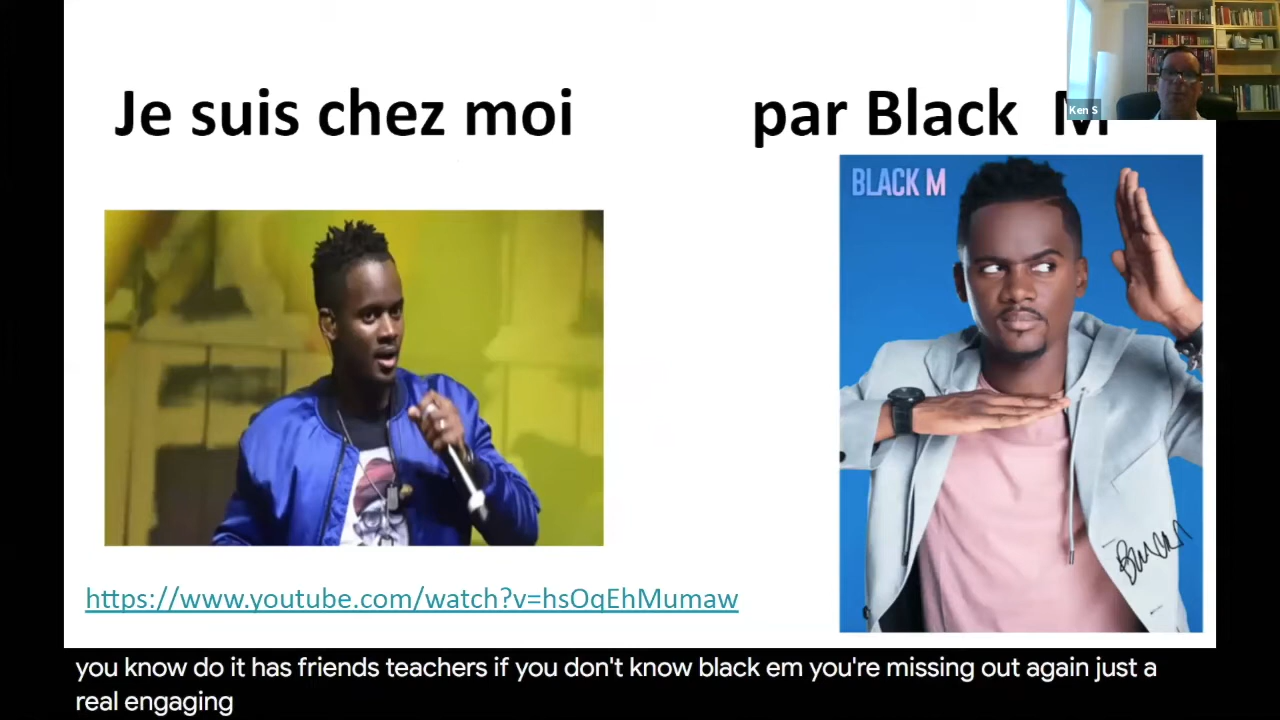 Je suis chez moi par Black M
Ken S
BLACK M
https://www.youtube.com/watch?v=hsOqEhMumaw
you know do it has friends teachers if you don't know black em you're missing out again just a
real engaging